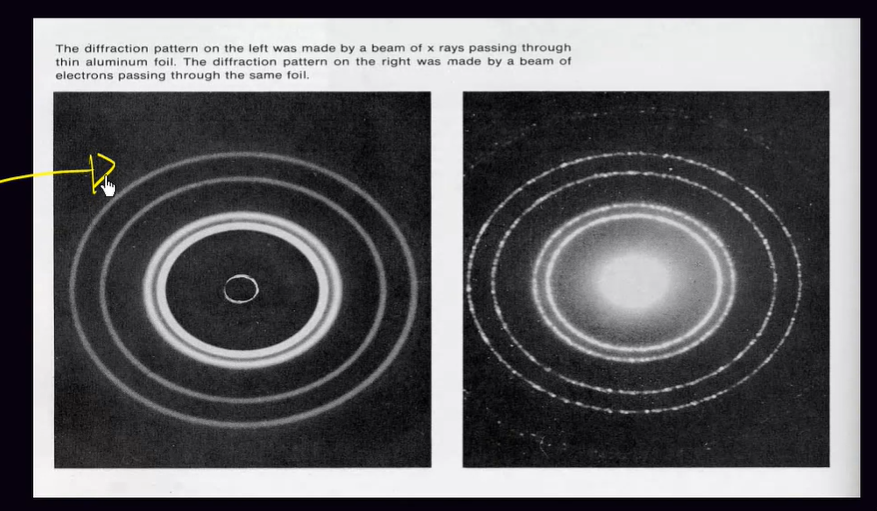 The diffraction pattern on the left was made by a beam of x rays passing through
thin aluminum foil. The diffraction pattern on the right was made by a beam of
electrons passing through the same foil.